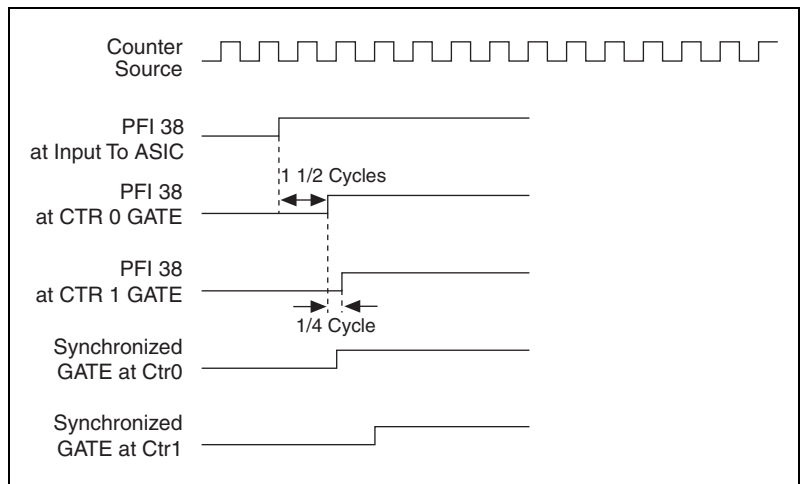 Counter
Source
PFI 38
at Input To ASIC
1 1/2 Cycles
PFI 38
at CTR 0 GATE
PFI 38
at CTR 1 GATE
1/4 Cycle
Synchronized
GATE at Ctr0
Synchronized
GATE at Ctr1